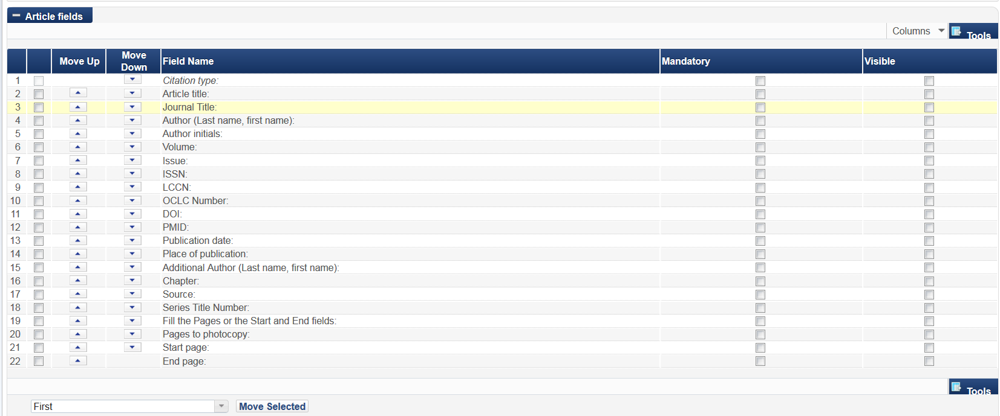 Article fields
Columns
Tools
Move Up Move Down Field Name Mandatory Visible
1 Citation type:
2 Article title:
3 Journal Title:
4 Author (Last name, first name):
5 Author initials:
6 Volume:
7 Issue:
8 ISSN:
9 LCCN:
10 OCLC Number:
11 DOI:
12 PMID:
13 Publication date:
14 Place of publication:
15 Additional Author (Last name, first name):
16 Chapter:
17 Source:
18 Series Title Number:
19 Fill the Pages or the Start and End fields:
20 Pages to photocopy:
21 Start page:
22 End page:
Tools
First Move Selected